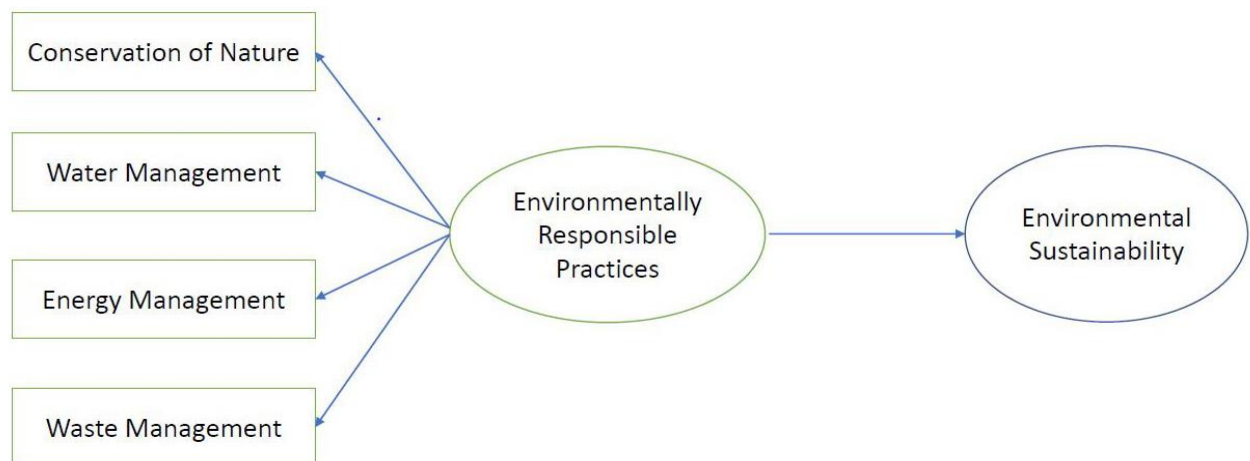 Conservation of Nature
Water Management
Energy Management
Waste Management
Environmentally
Responsible
Practices
Environmental
Sustainability